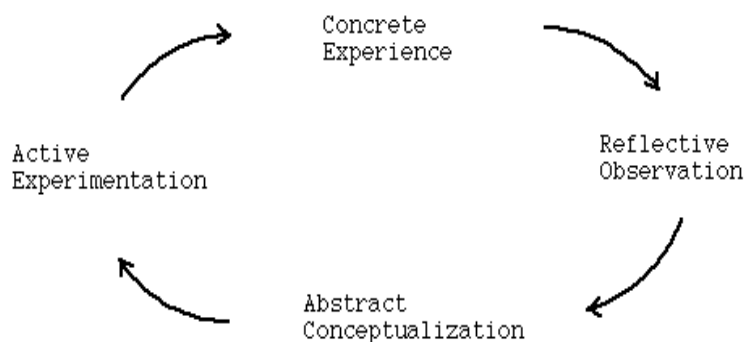 Concrete
Experience
Reflective
Observation
Abstract
Conceptualization
Active
Experimentation